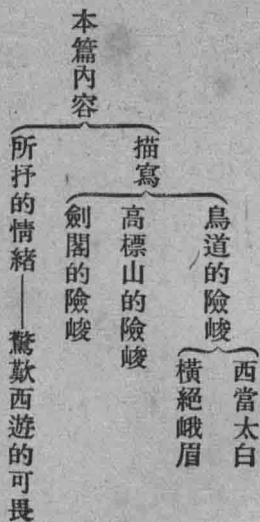 本篇內容
描寫
鳥道的險峻
西當太白
橫絕峨眉
高標山的險峻
劍閣的險峻
所抒的情緒——驚歎西遊的可畏